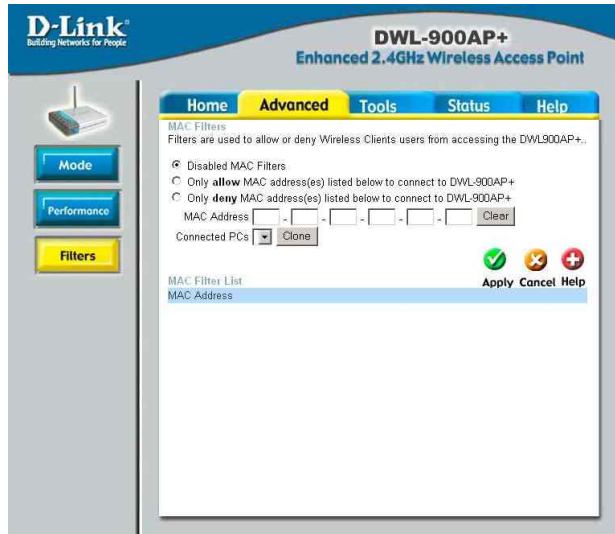 D-Link®
Building Networks for People
DWL-900AP+
Enhanced 2.4GHz Wireless Access Point
Home Advanced Tools Status Help
Mode
Performance
Filters
MAC Filters
Filters are used to allow or deny Wireless Clients users from accessing the DWL900AP+..
Disabled MAC Filters
Only allow MAC address(es) listed below to connect to DWL-900AP+
Only deny MAC address(es) listed below to connect to DWL-900AP+
MAC Address - - - - - Clear
Connected PCs Clone
Apply Cancel Help
MAC Filter List
MAC Address